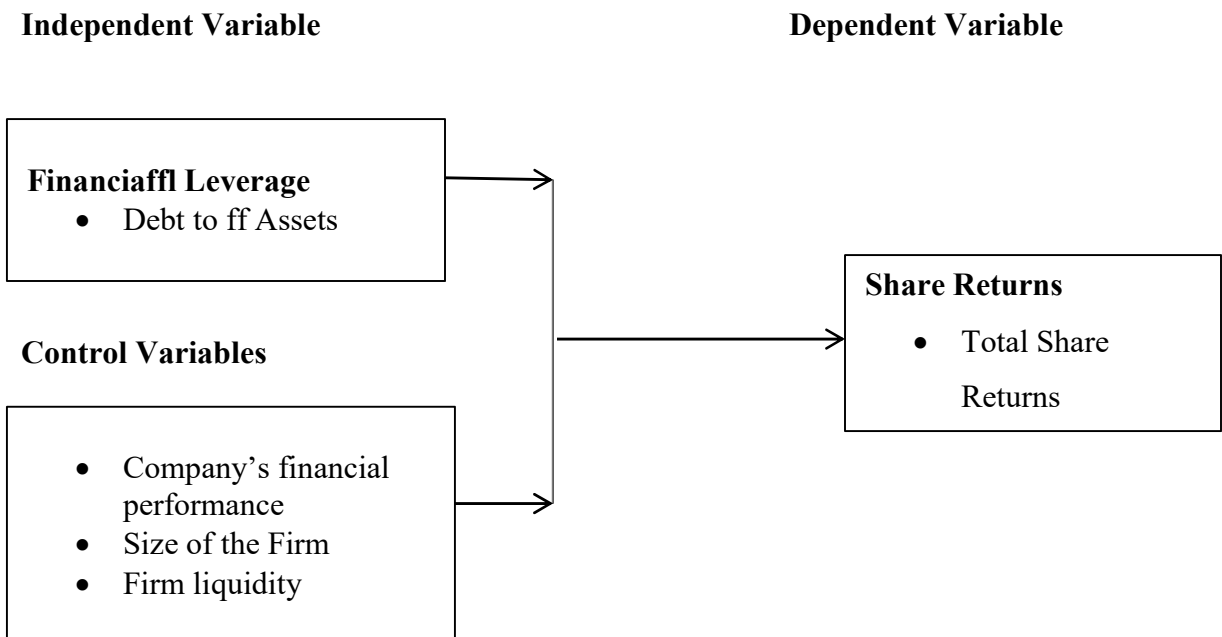 Independent Variable
Dependent Variable
Financiaffl Leverage
• Debt to ff Assets
Share Returns
• Total Share
Returns
Control Variables
• Company’s financial
performance
• Size of the Firm
• Firm liquidity